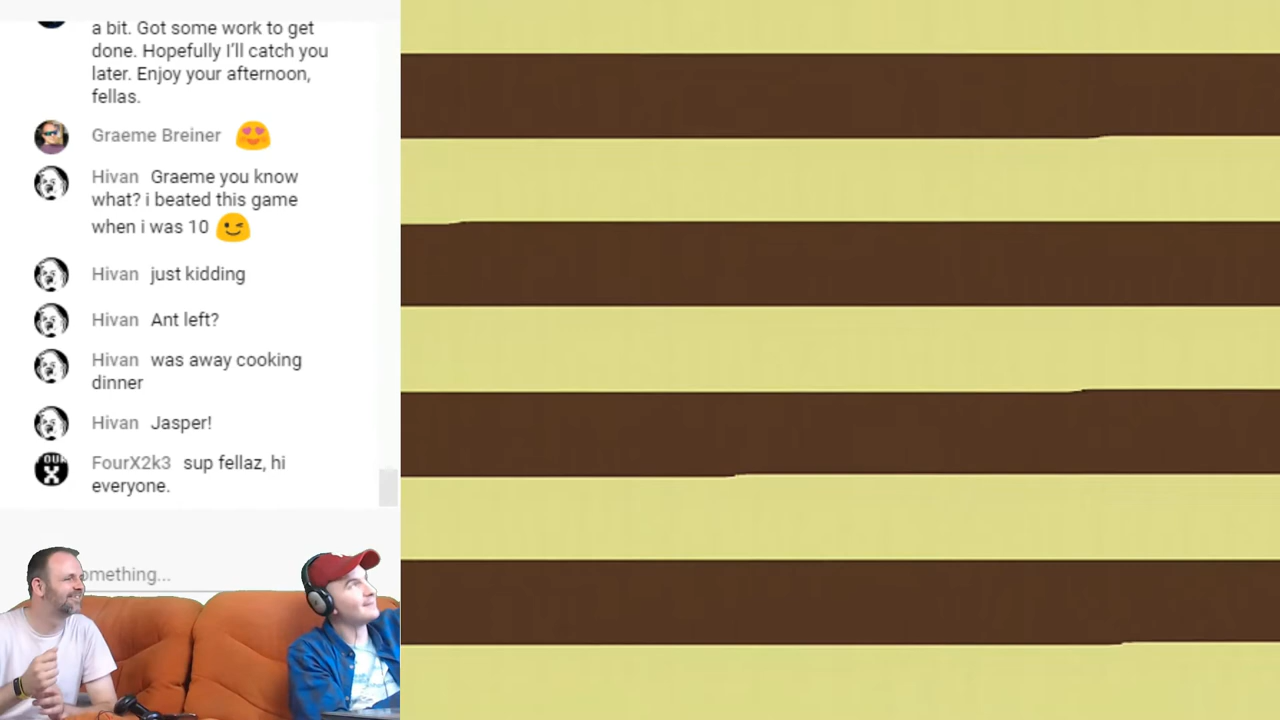 a bit. Got some work to get
done. Hopefully I'll catch you
later. Enjoy your afternoon,
fellas.
Graeme Breiner
Hivan Graeme you know
what? i beated this game
when i was 10
Hivan just kidding
Hivan Ant left?
Hivan was away cooking
dinner
Hivan Jasper!
FourX2k3 sup fellaz, hi
everyone.
omething...